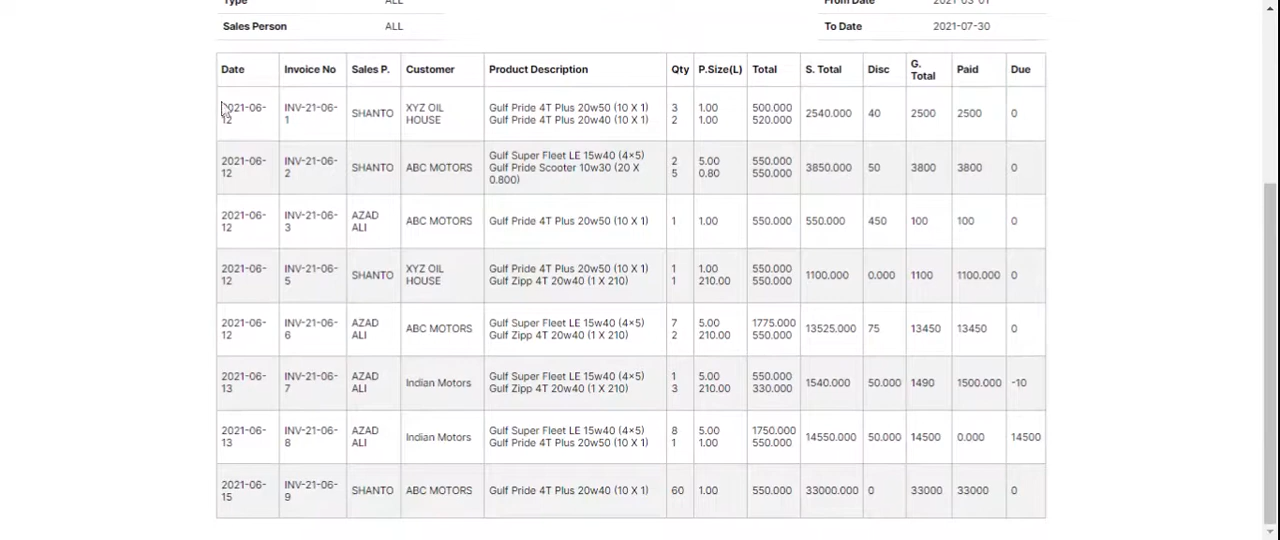 Type ALL From Date 2021-03-01
Sales Person ALL To Date 2021-07-30
Date Invoice No Sales P. Customer Product Description Qty P.Size(L) Total S. Total Disc G. Total Paid Due
2021-06-12 INV-21-06-1 SHANTO XYZ OIL HOUSE Gulf Pride 4T Plus 20w50 (10 X 1) 3 1.00 500.000 2540.000 40 2500 2500 0
Gulf Pride 4T Plus 20w40 (10 X 1) 2 1.00 520.000
2021-06-12 INV-21-06-2 SHANTO ABC MOTORS Gulf Super Fleet LE 15w40 (4×5) 2 5.00 550.000 3850.000 50 3800 3800 0
Gulf Pride Scooter 10w30 (20 X 0.800) 5 0.80 550.000
2021-06-12 INV-21-06-3 AZAD ALI ABC MOTORS Gulf Pride 4T Plus 20w50 (10 X 1) 1 1.00 550.000 550.000 450 100 100 0
2021-06-12 INV-21-06-5 SHANTO XYZ OIL HOUSE Gulf Pride 4T Plus 20w50 (10 X 1) 1 1.00 550.000 1100.000 0.000 1100 1100.000 0
Gulf Zipp 4T 20w40 (1 X 210) 1 210.00 550.000
2021-06-12 INV-21-06-6 AZAD ALI ABC MOTORS Gulf Super Fleet LE 15w40 (4×5) 7 5.00 1775.000 13525.000 75 13450 13450 0
Gulf Zipp 4T 20w40 (1 X 210) 2 210.00 550.000
2021-06-13 INV-21-06-7 AZAD ALI Indian Motors Gulf Super Fleet LE 15w40 (4×5) 1 5.00 550.000 1540.000 50.000 1490 1500.000 -10
Gulf Zipp 4T 20w40 (1 X 210) 3 210.00 330.000
2021-06-13 INV-21-06-8 AZAD ALI Indian Motors Gulf Super Fleet LE 15w40 (4×5) 8 5.00 1750.000 14550.000 50.000 14500 0.000 14500
Gulf Pride 4T Plus 20w50 (10 X 1) 1 1.00 550.000
2021-06-15 INV-21-06-9 SHANTO ABC MOTORS Gulf Pride 4T Plus 20w40 (10 X 1) 60 1.00 550.000 33000.000 0 33000 33000 0